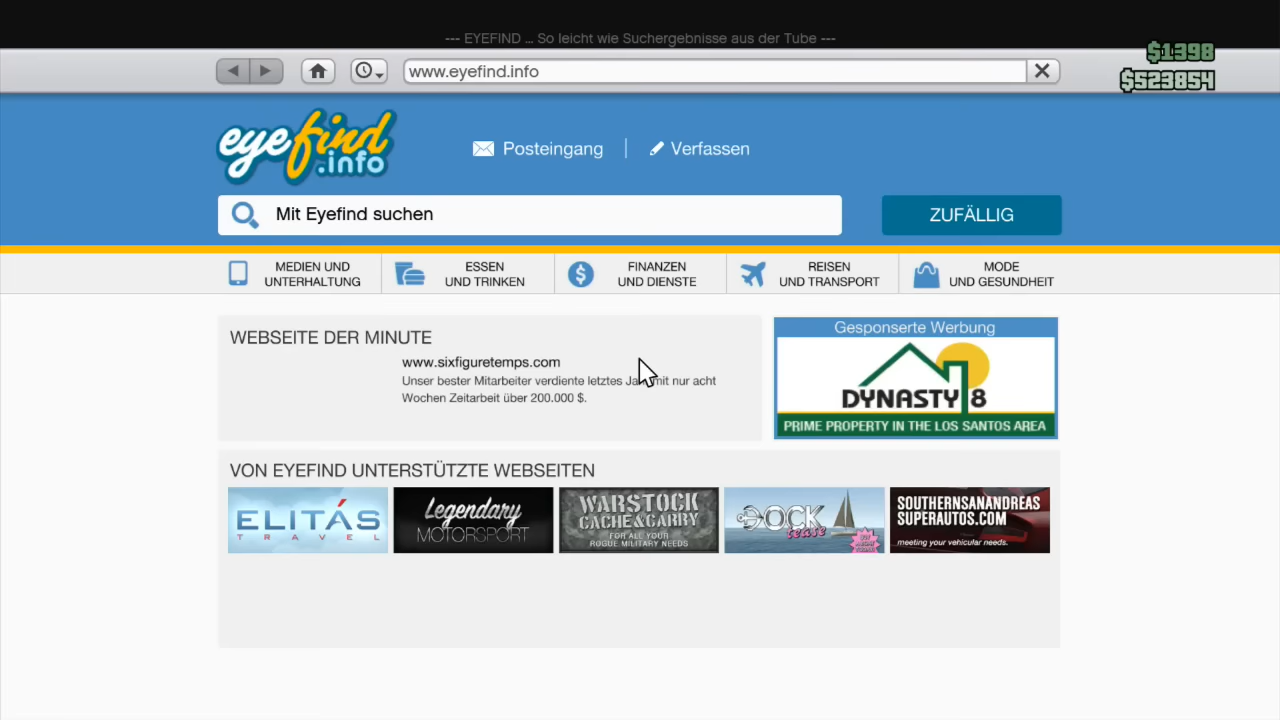 --- EYEFIND ... So leicht wie Suchergebnisse aus der Tube ---
$1398
www.eyefind.info
$523854
eyefind.info
Posteingang
Verfassen
Mit Eyefind suchen
ZUFÄLLIG
MEDIEN UND
UNTERHALTUNG
ESSEN
UND TRINKEN
FINANZEN
UND DIENSTE
REISEN
UND TRANSPORT
MODE
UND GESUNDHEIT
WEBSEITE DER MINUTE
www.sixfiguretemps.com
Unser bester Mitarbeiter verdiente letztes Jahr mit nur acht
Wochen Zeitarbeit über 200.000 $.
Gesponserte Werbung
DYNASTY 8
PRIME PROPERTY IN THE LOS SANTOS AREA
VON EYEFIND UNTERSTÜTZTE WEBSEITEN
ELITÁS
TRAVEL
Legendary
MOTORSPORT
WARSTOCK
CACHE&CARRY
FOR ALL YOUR
ROGUE MILITARY NEEDS
DOCK
tease
SOUTHERNSANANDREAS
SUPERAUTOS.COM
meeting your vehicular needs.